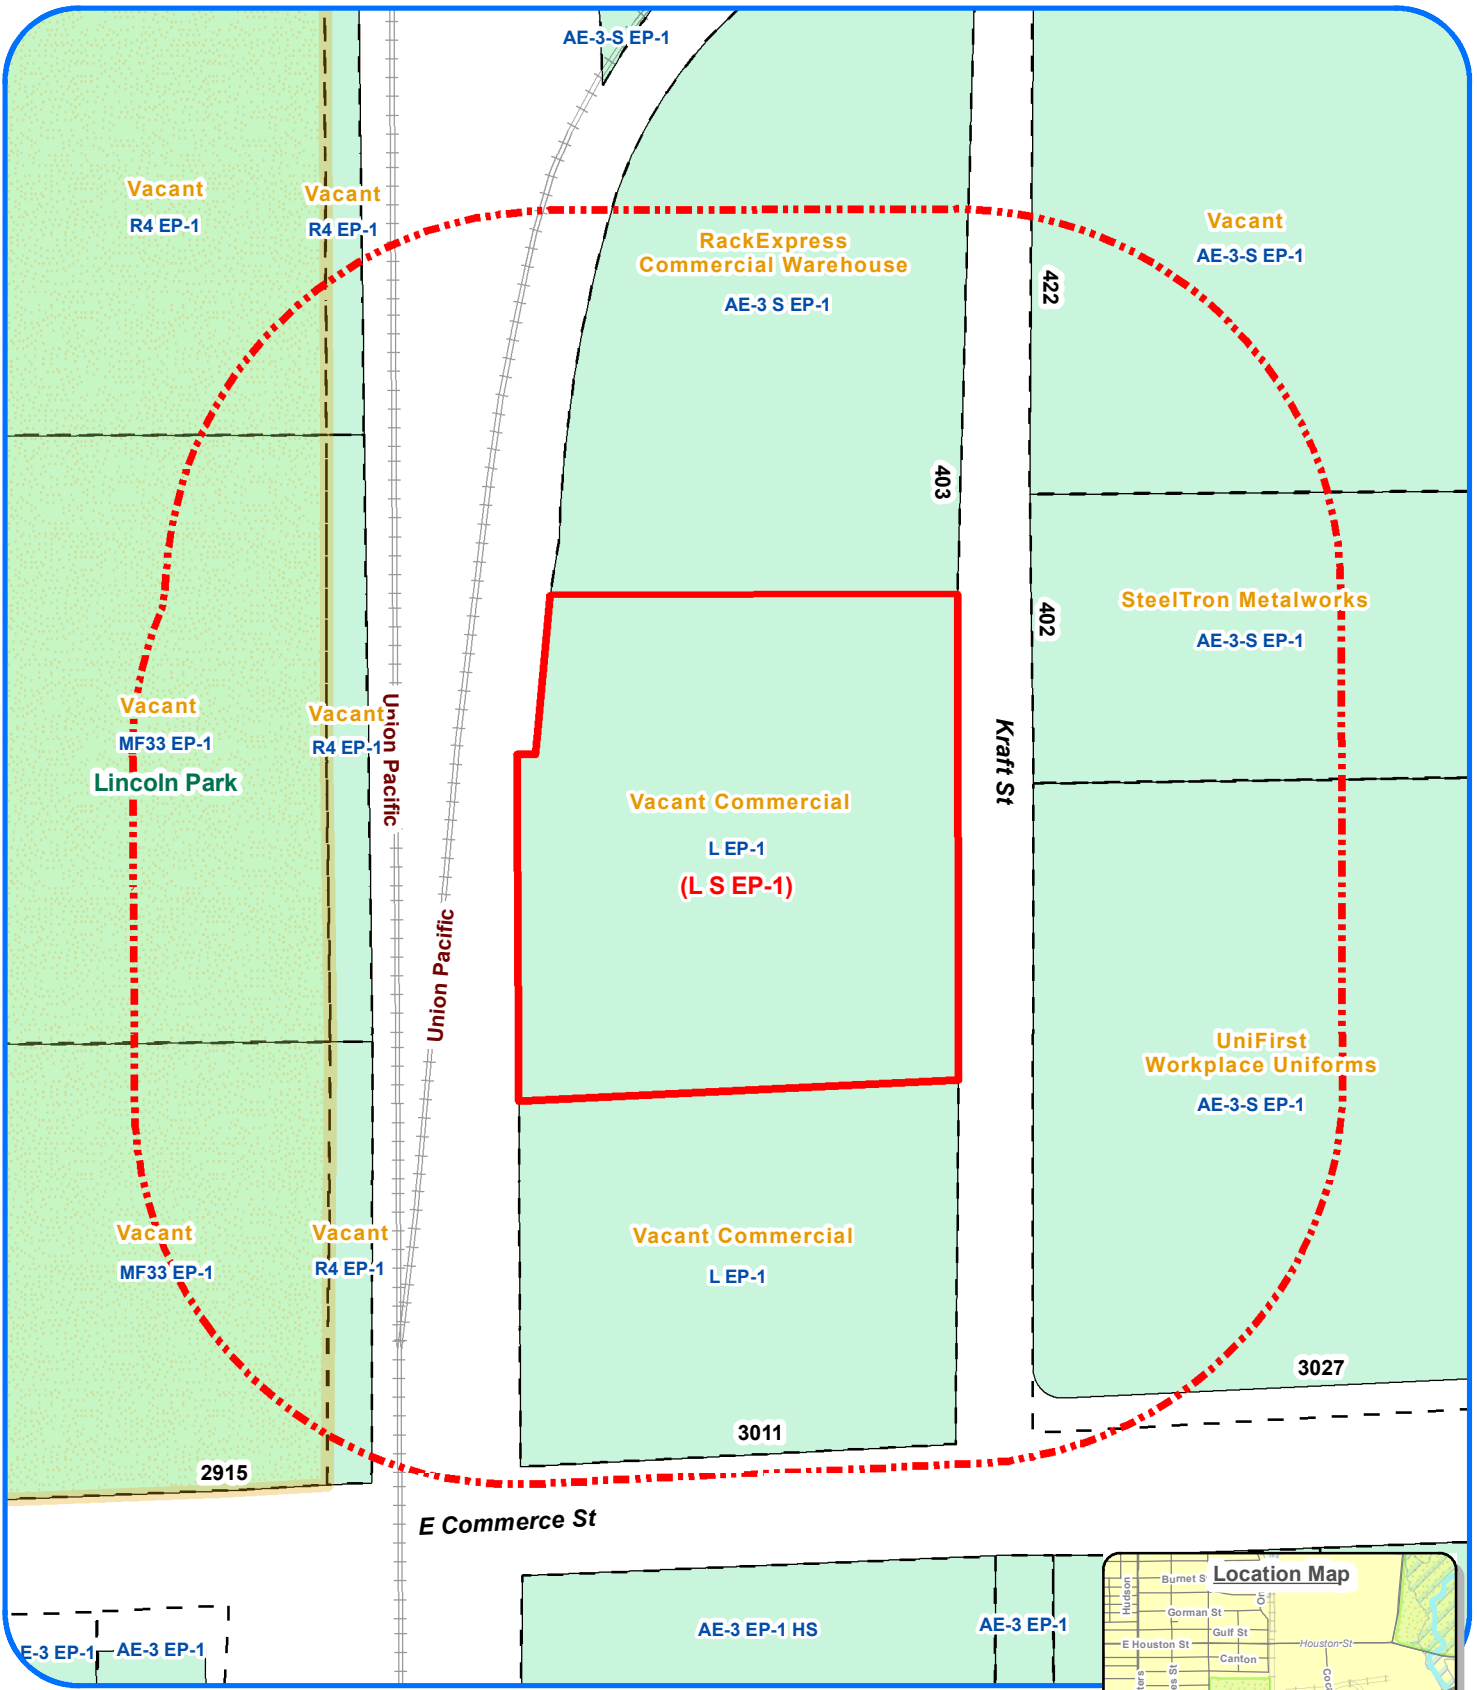 AE-3-S EP-1
Vacant
R4 EP-1
Vacant
R4 EP-1
RackExpress
Commercial Warehouse
AE-3 S EP-1
Vacant
AE-3-S EP-1
422
403
402
SteelTron Metalworks
AE-3-S EP-1
Vacant
MF33 EP-1
Lincoln Park
Vacant
R4 EP-1
Union Pacific
Union Pacific
Kraft St
Vacant Commercial
L EP-1
(L S EP-1)
UniFirst
Workplace Uniforms
AE-3-S EP-1
Vacant
MF33 EP-1
Vacant
R4 EP-1
Vacant Commercial
L EP-1
3027
3011
2915
E Commerce St
E-3 EP-1
AE-3 EP-1
AE-3 EP-1 HS
AE-3 EP-1
Location Map
Hudson
Burnet S
Gorman St
Gulf St
E Houston St
Houston St
Canton